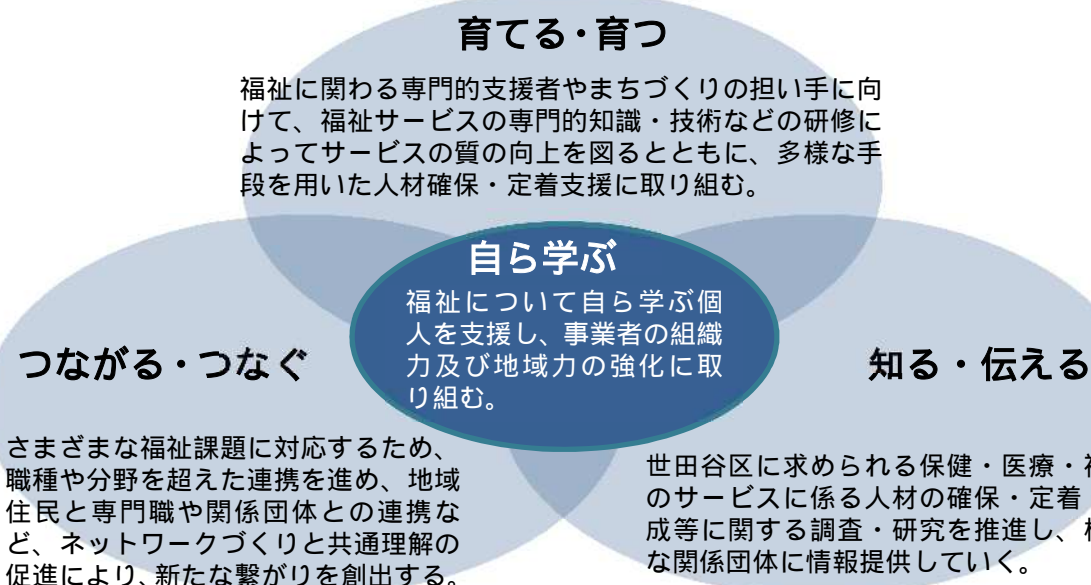 育てる・育つ
福祉に関わる専門的支援者やまちづくりの担い手に向
けて、福祉サービスの専門的知識・技術などの研修に
よってサービスの質の向上を図るとともに、多様な手
段を用いた人材確保・定着支援に取り組む。
自ら学ぶ
福祉について自ら学ぶ個
人を支援し、事業者の組織
力及び地域力の強化に取
り組む。
つながる・つなぐ
さまざまな福祉課題に対応するため、
職種や分野を超えた連携を進め、地域
住民と専門職や関係団体との連携な
ど、ネットワークづくりと共通理解の
促進により、新たな繋がりを創出する。
知る・伝える
世田谷区に求められる保健・医療・
のサービスに係る人材の確保・定着
成等に関する調査・研究を推進し、
な関係団体に情報提供していく。